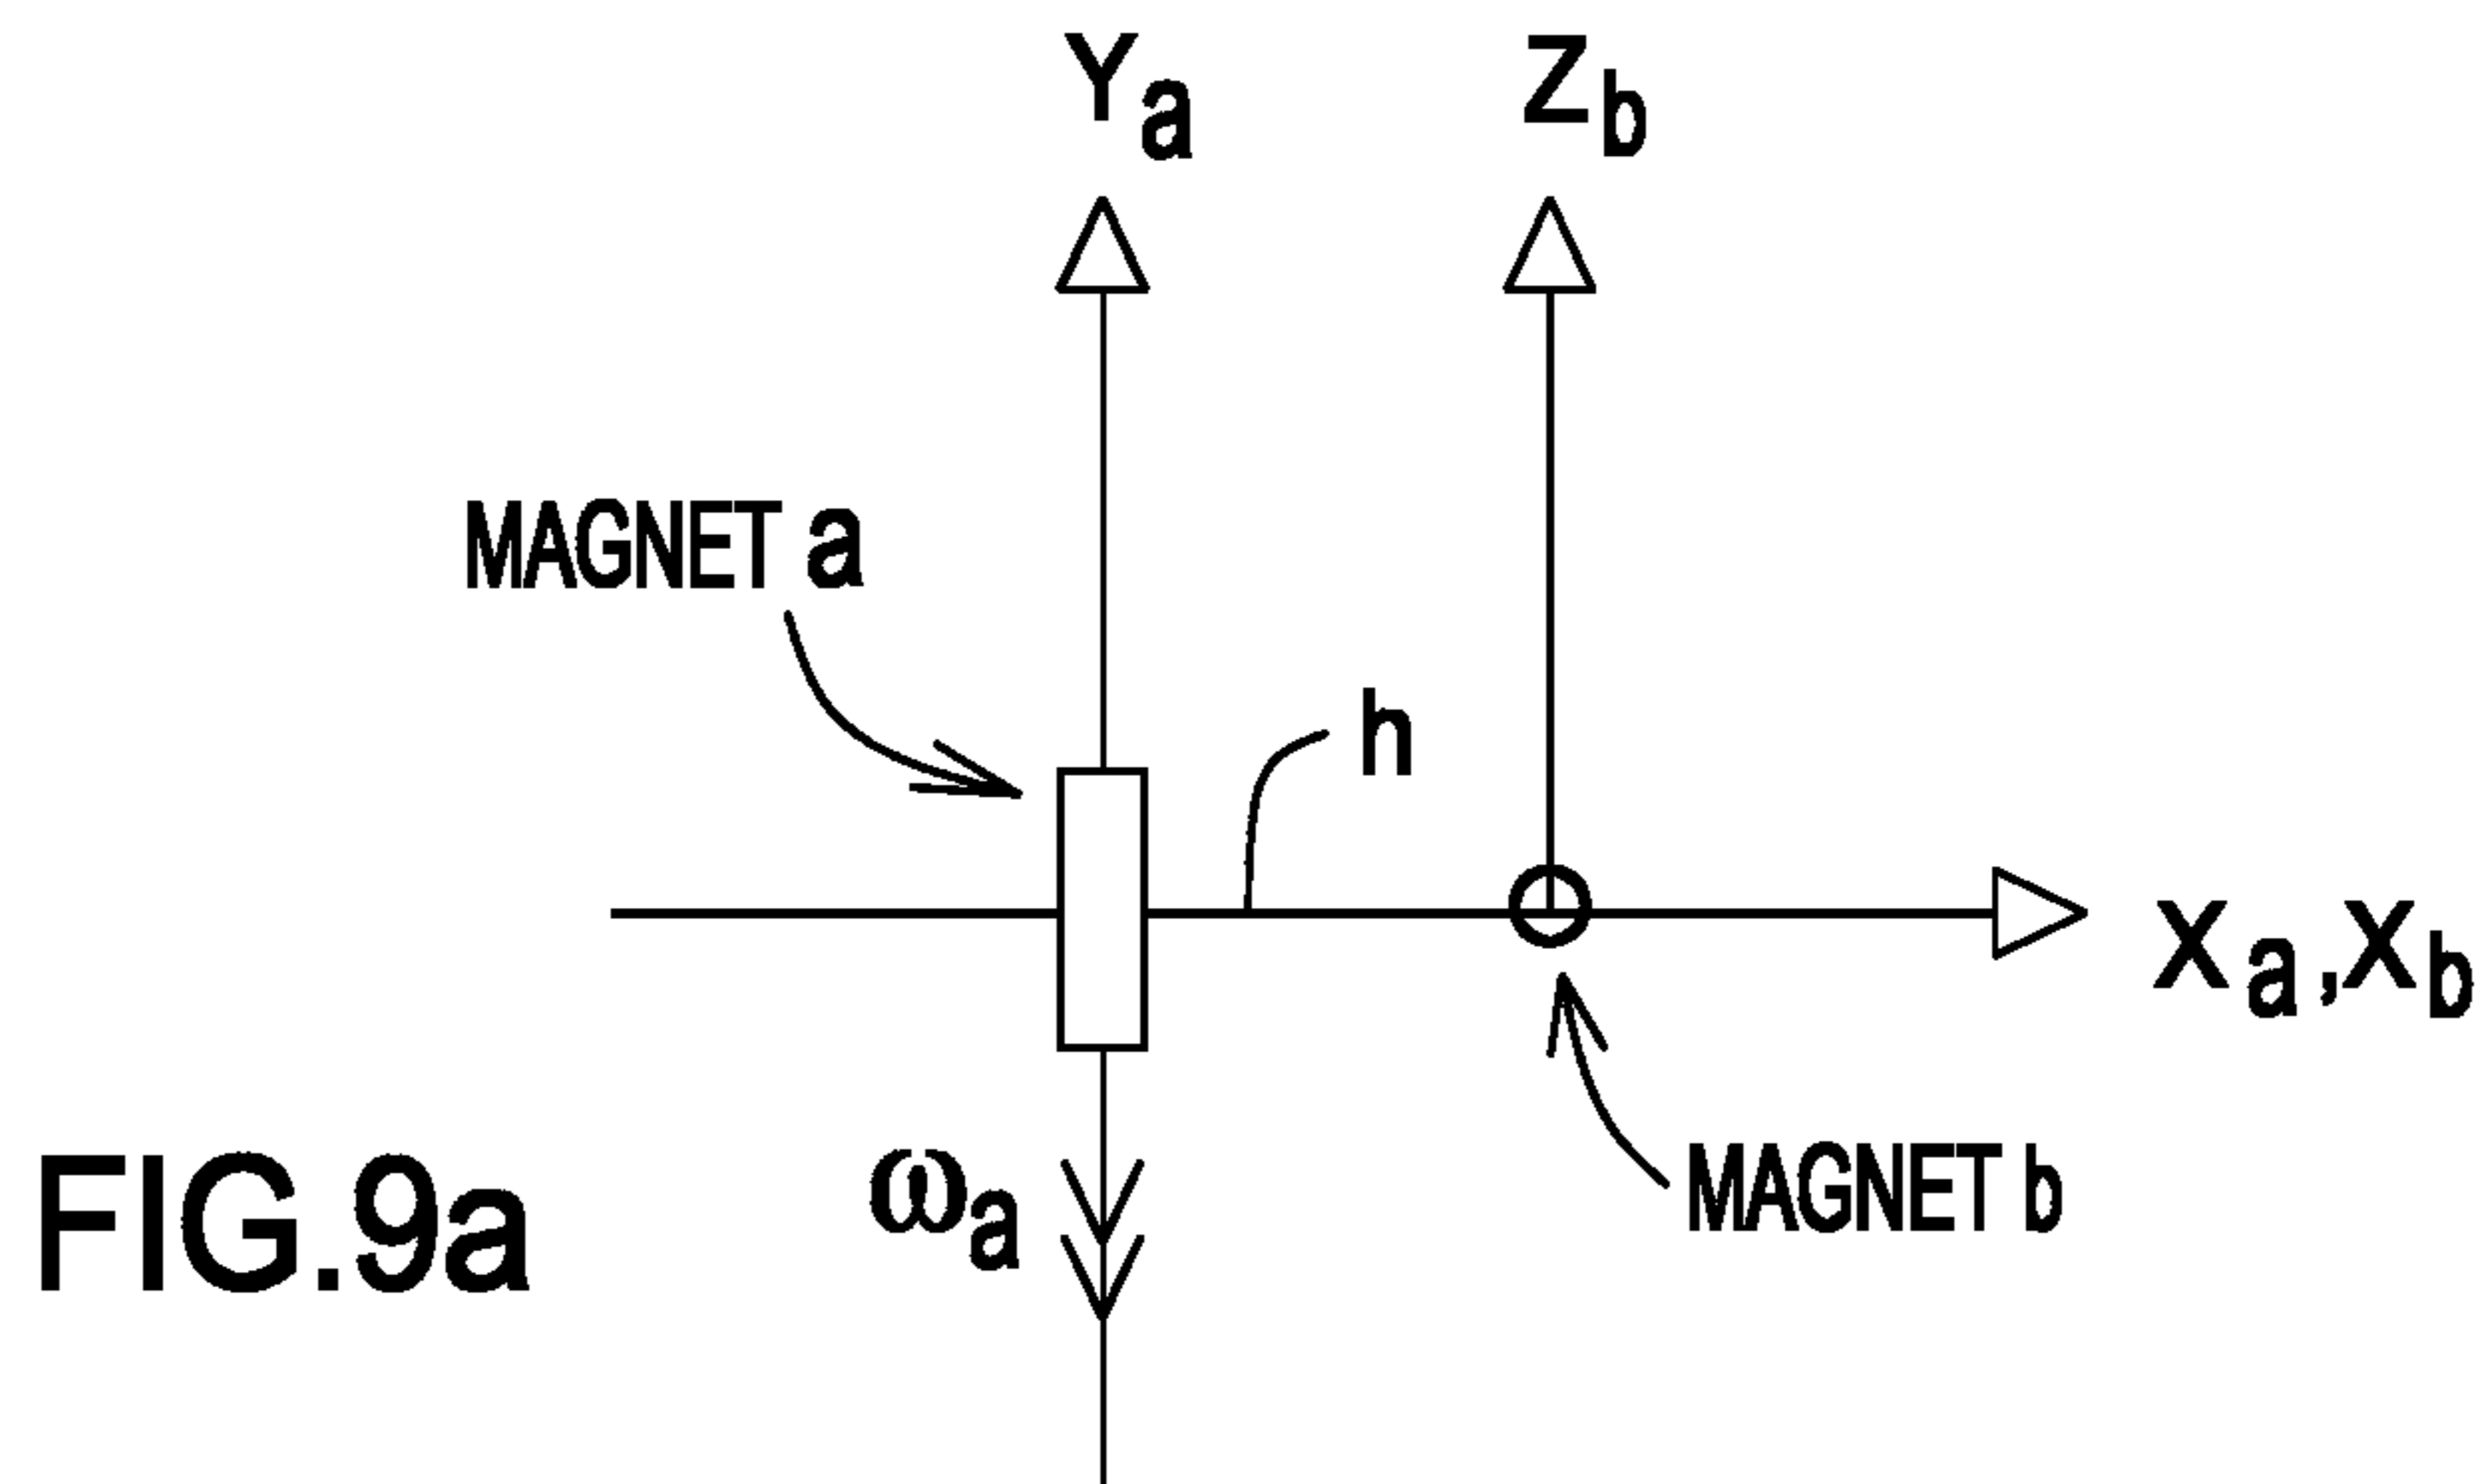 Ya
Zb
MAGNET a
h
Xa,Xb
ωa
MAGNET b
FIG.9a